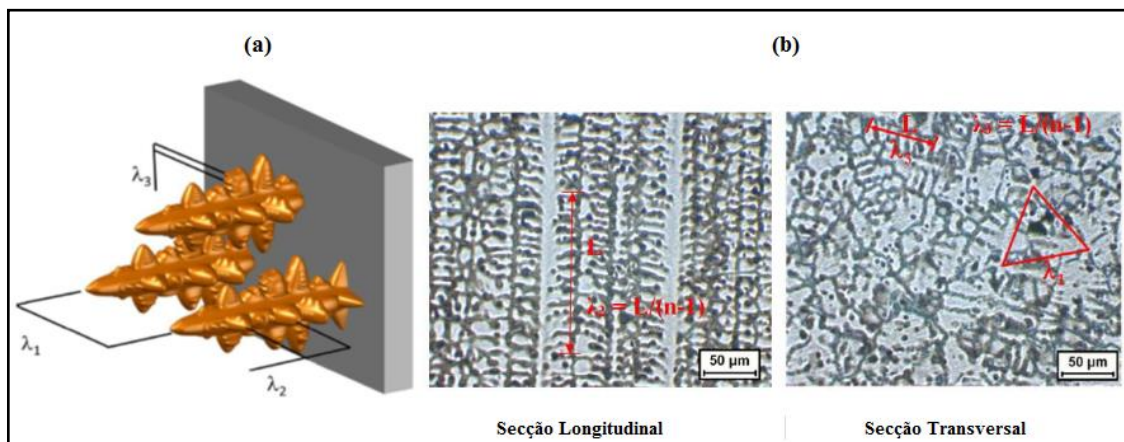 (a)
(b)
λ3
λ1
λ2
L
λ2 = L/(n-1)
50 µm
L
λ3
λ3 = L/(n-1)
λ1
50 µm
Secção Longitudinal
Secção Transversal